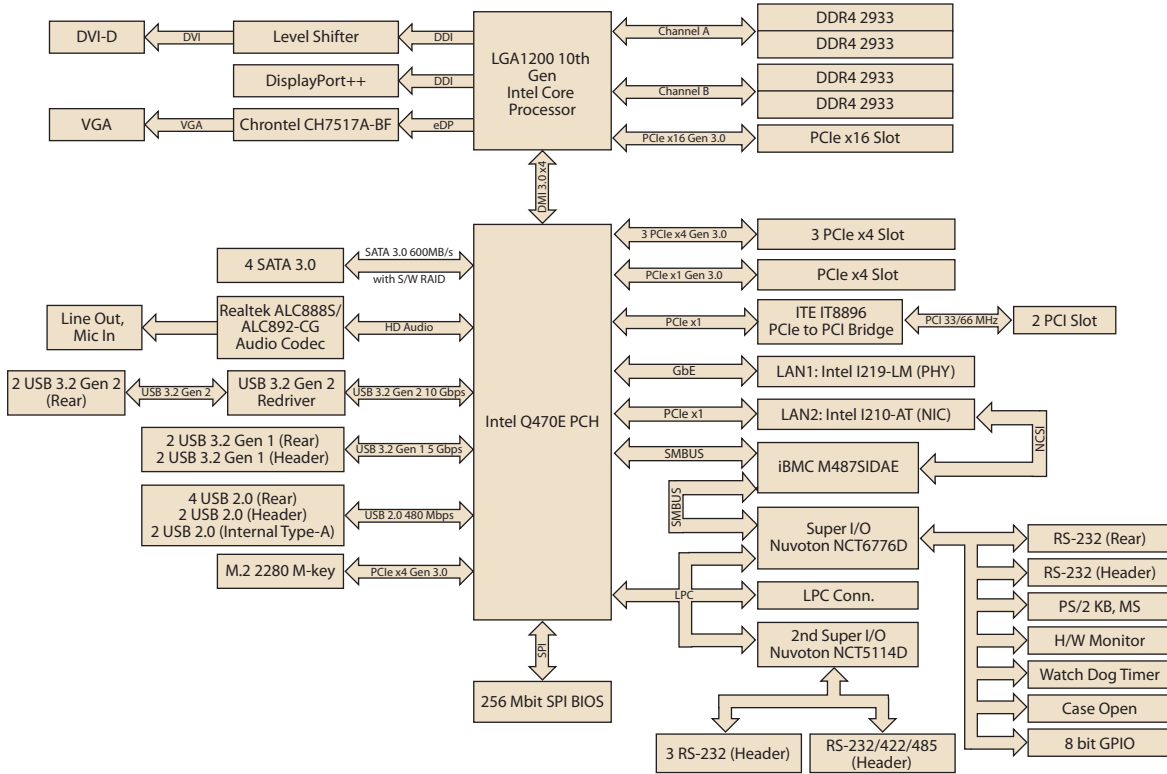 DVI-D
DVI
Level Shifter
DDI
DisplayPort++
DDI
VGA
VGA
Chrontel CH7517A-BF
eDP
LGA1200 10th
Gen
Intel Core
Processor
Channel A
DDR4 2933
DDR4 2933
Channel B
DDR4 2933
DDR4 2933
PCIe x16 Gen 3.0
PCIe x16 Slot
DMI 3.0 x4
4 SATA 3.0
SATA 3.0 600MB/s
with S/W RAID
Line Out,
Mic In
Realtek ALC888S/
ALC892-CG
Audio Codec
HD Audio
2 USB 3.2 Gen 2
(Rear)
USB 3.2 Gen 2
USB 3.2 Gen 2
Redriver
USB 3.2 Gen 2 10 Gbps
2 USB 3.2 Gen 1 (Rear)
2 USB 3.2 Gen 1 (Header)
USB 3.2 Gen 1 5 Gbps
4 USB 2.0 (Rear)
2 USB 2.0 (Header)
2 USB 2.0 (Internal Type-A)
USB 2.0 480 Mbps
M.2 2280 M-key
PCIe x4 Gen 3.0
Intel Q470E PCH
SPI
256 Mbit SPI BIOS
3 PCIe x4 Gen 3.0
3 PCIe x4 Slot
PCIe x1 Gen 3.0
PCIe x4 Slot
PCIe x1
ITE IT8896
PCIe to PCI Bridge
PCI 33/66 MHz
2 PCI Slot
GbE
LAN1: Intel I219-LM (PHY)
PCIe x1
LAN2: Intel I210-AT (NIC)
NCSI
SMBUS
iBMC M487SIDAE
SMBUS
Super I/O
Nuvoton NCT6776D
LPC
LPC Conn.
2nd Super I/O
Nuvoton NCT5114D
3 RS-232 (Header)
RS-232/422/485
(Header)
RS-232 (Rear)
RS-232 (Header)
PS/2 KB, MS
H/W Monitor
Watch Dog Timer
Case Open
8 bit GPIO